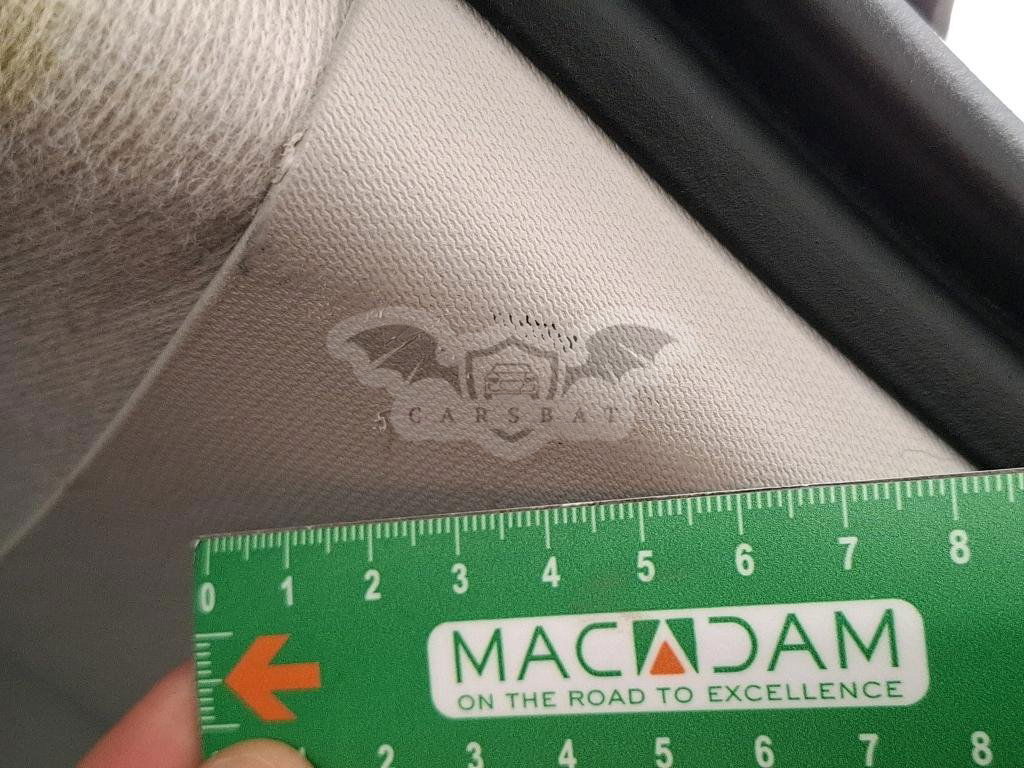 CARSBAT
0 1 2 3 4 5 6 7 8
MACADAM
ON THE ROAD TO EXCELLENCE
2 3 4 5 6 7 8